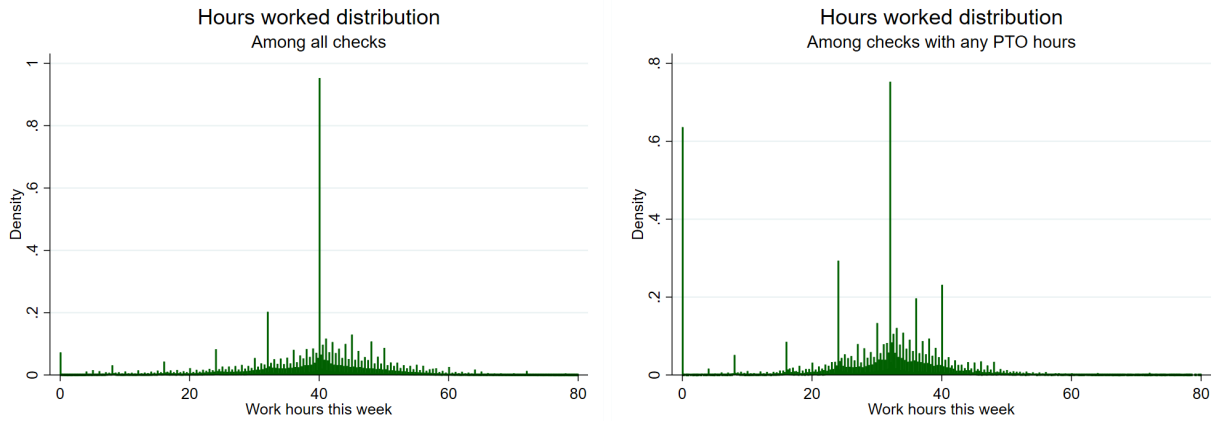 Hours worked distribution
Among all checks
Density
0
.2
.4
.6
.8
1
0 20 40 60 80
Work hours this week
Hours worked distribution
Among checks with any PTO hours
Density
0
.2
.4
.6
.8
0 20 40 60 80
Work hours this week